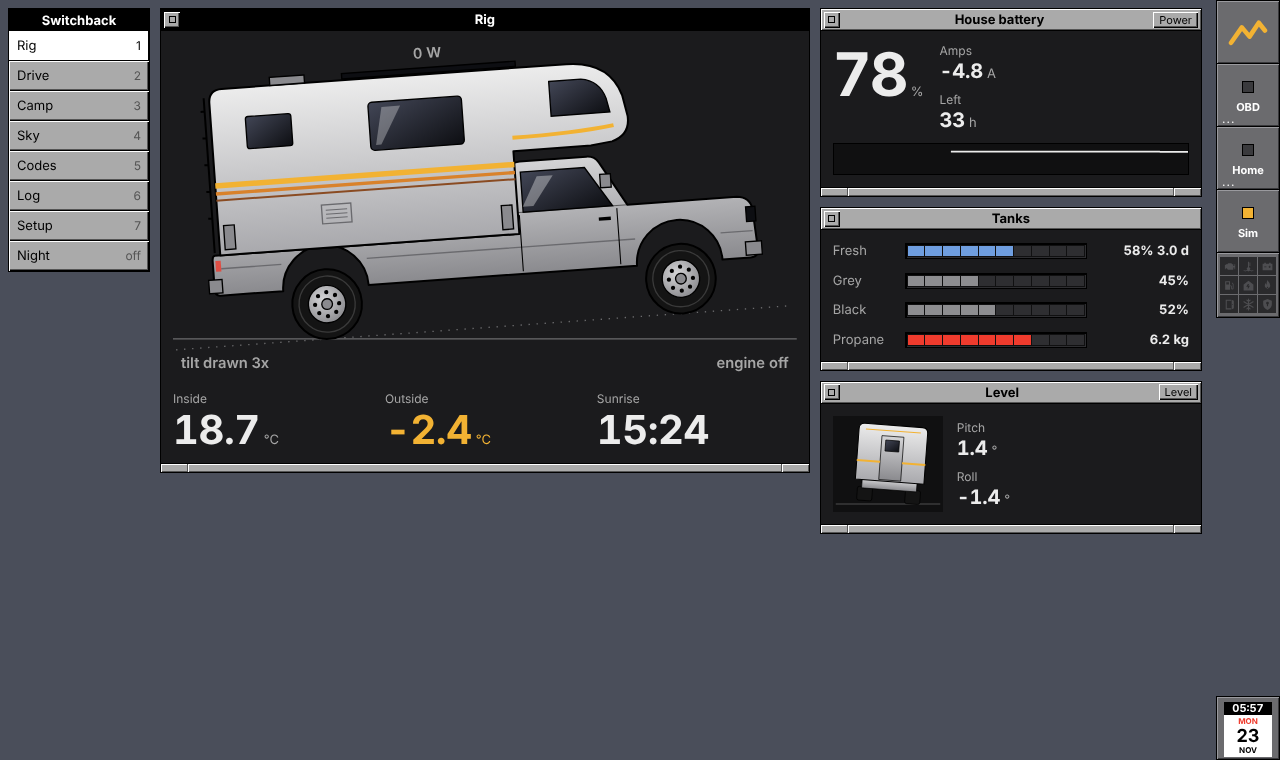 Switchback
Rig 1
Drive 2
Camp 3
Sky 4
Codes 5
Log 6
Setup 7
Night off
Rig
0 W
tilt drawn 3x
engine off
Inside
18.7 °C
Outside
-2.4 °C
Sunrise
15:24
House battery
Power
78 %
Amps
-4.8 A
Left
33 h
Tanks
Fresh 58% 3.0 d
Grey 45%
Black 52%
Propane 6.2 kg
Level
Level
Pitch
1.4 °
Roll
-1.4 °
OBD
...
Home
...
Sim
05:57
MON
23
NOV